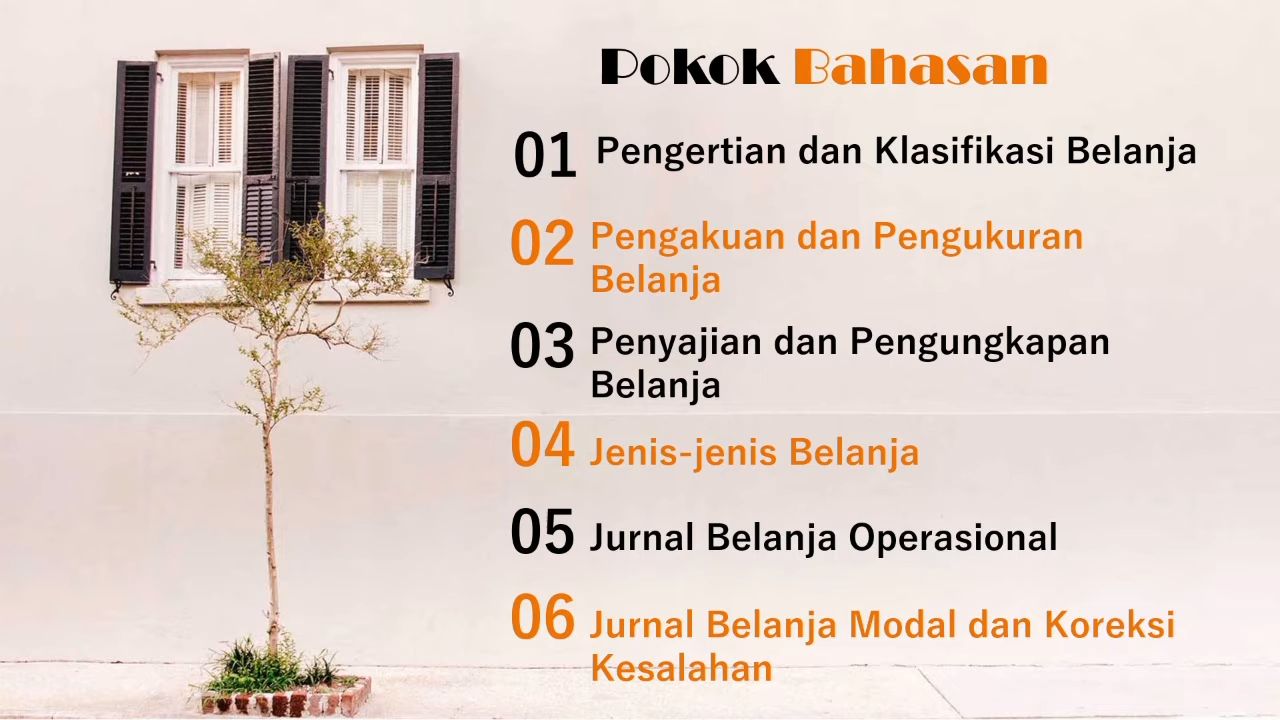 Pokok Bahasan
01 Pengertian dan Klasifikasi Belanja
02 Pengakuan dan Pengukuran
Belanja
03 Penyajian dan Pengungkapan
Belanja
04 Jenis-jenis Belanja
05 Jurnal Belanja Operasional
06 Jurnal Belanja Modal dan Koreksi
Kesalahan